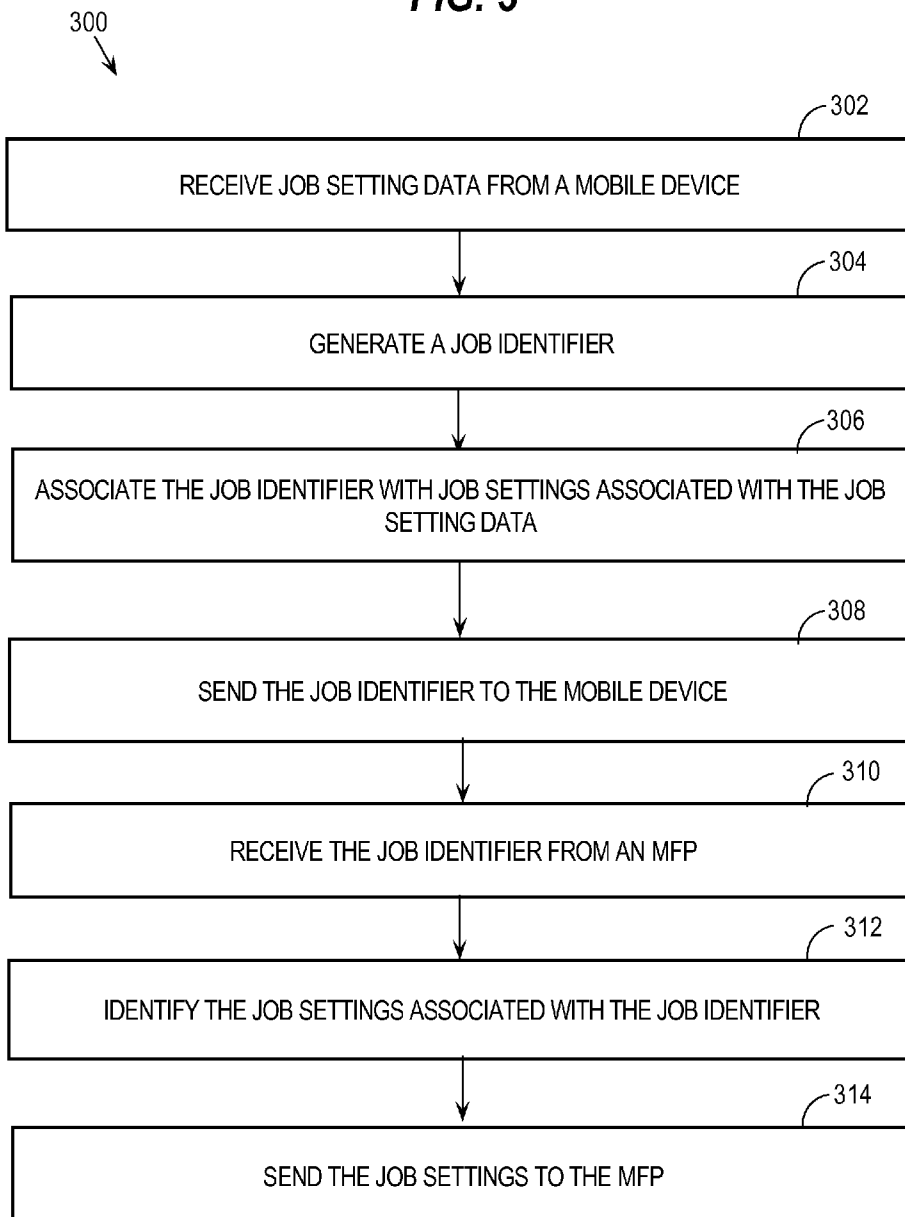 FIG. 3
300
302
RECEIVE JOB SETTING DATA FROM A MOBILE DEVICE
304
GENERATE A JOB IDENTIFIER
306
ASSOCIATE THE JOB IDENTIFIER WITH JOB SETTINGS ASSOCIATED WITH THE JOB
SETTING DATA
308
SEND THE JOB IDENTIFIER TO THE MOBILE DEVICE
310
RECEIVE THE JOB IDENTIFIER FROM AN MFP
312
IDENTIFY THE JOB SETTINGS ASSOCIATED WITH THE JOB IDENTIFIER
314
SEND THE JOB SETTINGS TO THE MFP